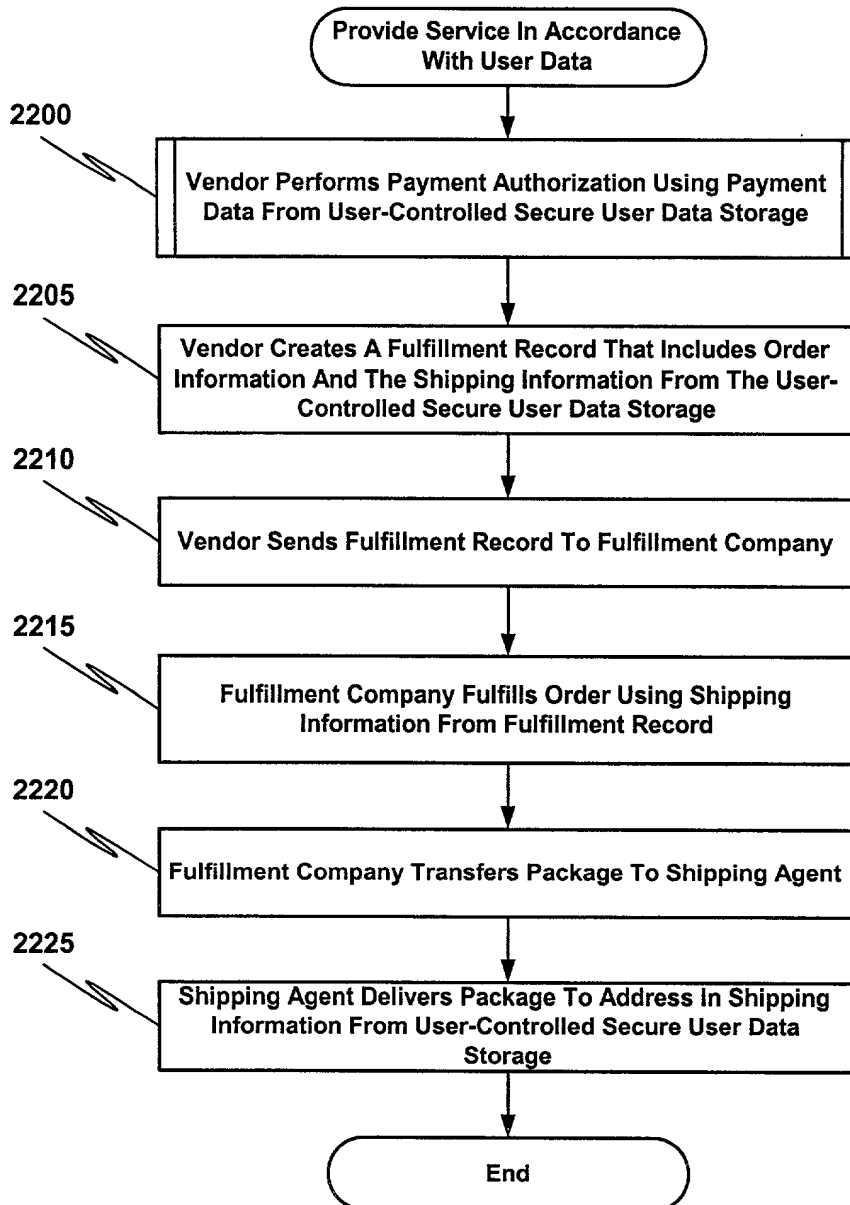 Provide Service In Accordance
With User Data
2200
Vendor Performs Payment Authorization Using Payment
Data From User-Controlled Secure User Data Storage
2205
Vendor Creates A Fulfillment Record That Includes Order
Information And The Shipping Information From The User-
Controlled Secure User Data Storage
2210
Vendor Sends Fulfillment Record To Fulfillment Company
2215
Fulfillment Company Fulfills Order Using Shipping
Information From Fulfillment Record
2220
Fulfillment Company Transfers Package To Shipping Agent
2225
Shipping Agent Delivers Package To Address In Shipping
Information From User-Controlled Secure User Data
Storage
End